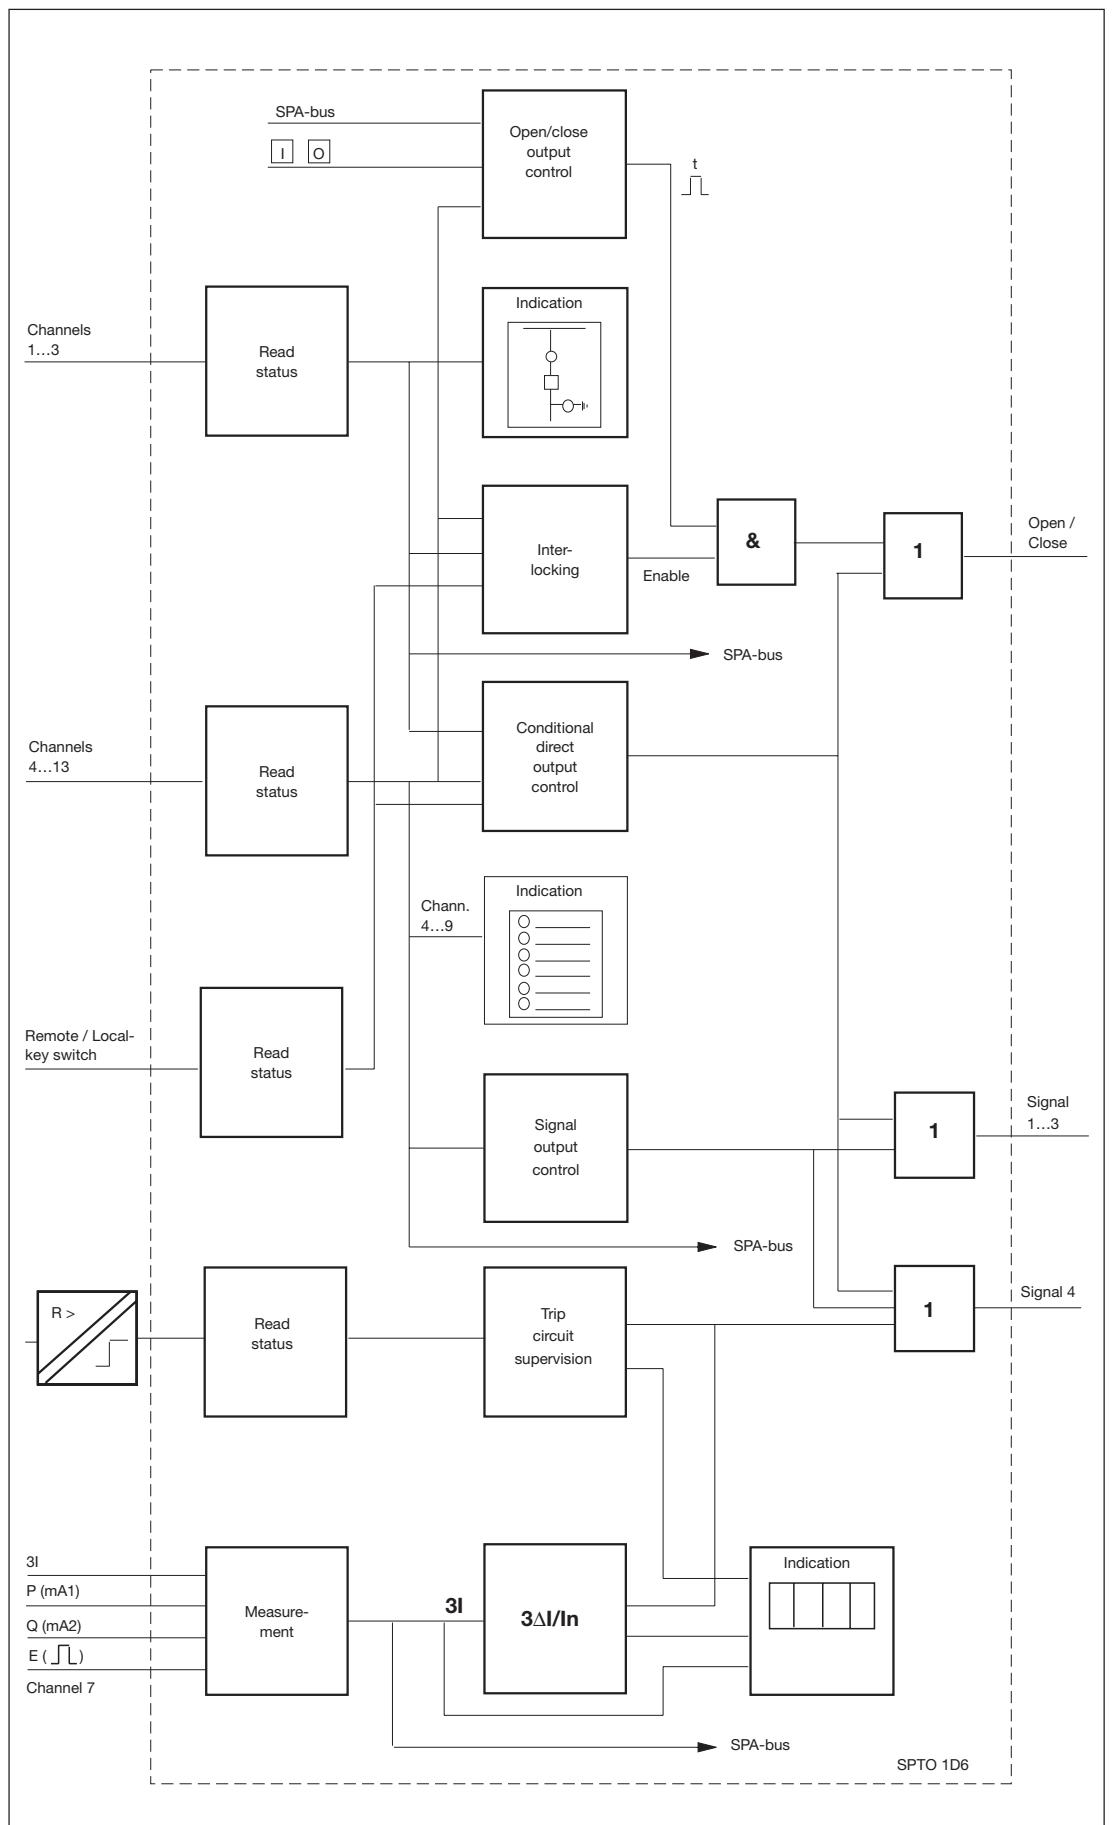 SPA-bus
I O
Open/close
output
control
t
Indication
Channels
1...3
Read
status
Inter-
locking
Enable
&
1
Open /
Close
SPA-bus
Channels
4...13
Read
status
Conditional
direct
output
control
Chann.
4...9
Indication
Remote / Local-
key switch
Read
status
Signal
output
control
1
Signal
1...3
SPA-bus
R >
Read
status
Trip
circuit
supervision
1
Signal 4
3I
P (mA1)
Q (mA2)
E ( )
Channel 7
Measure-
ment
3I
3ΔI/In
Indication
SPA-bus
SPTO 1D6